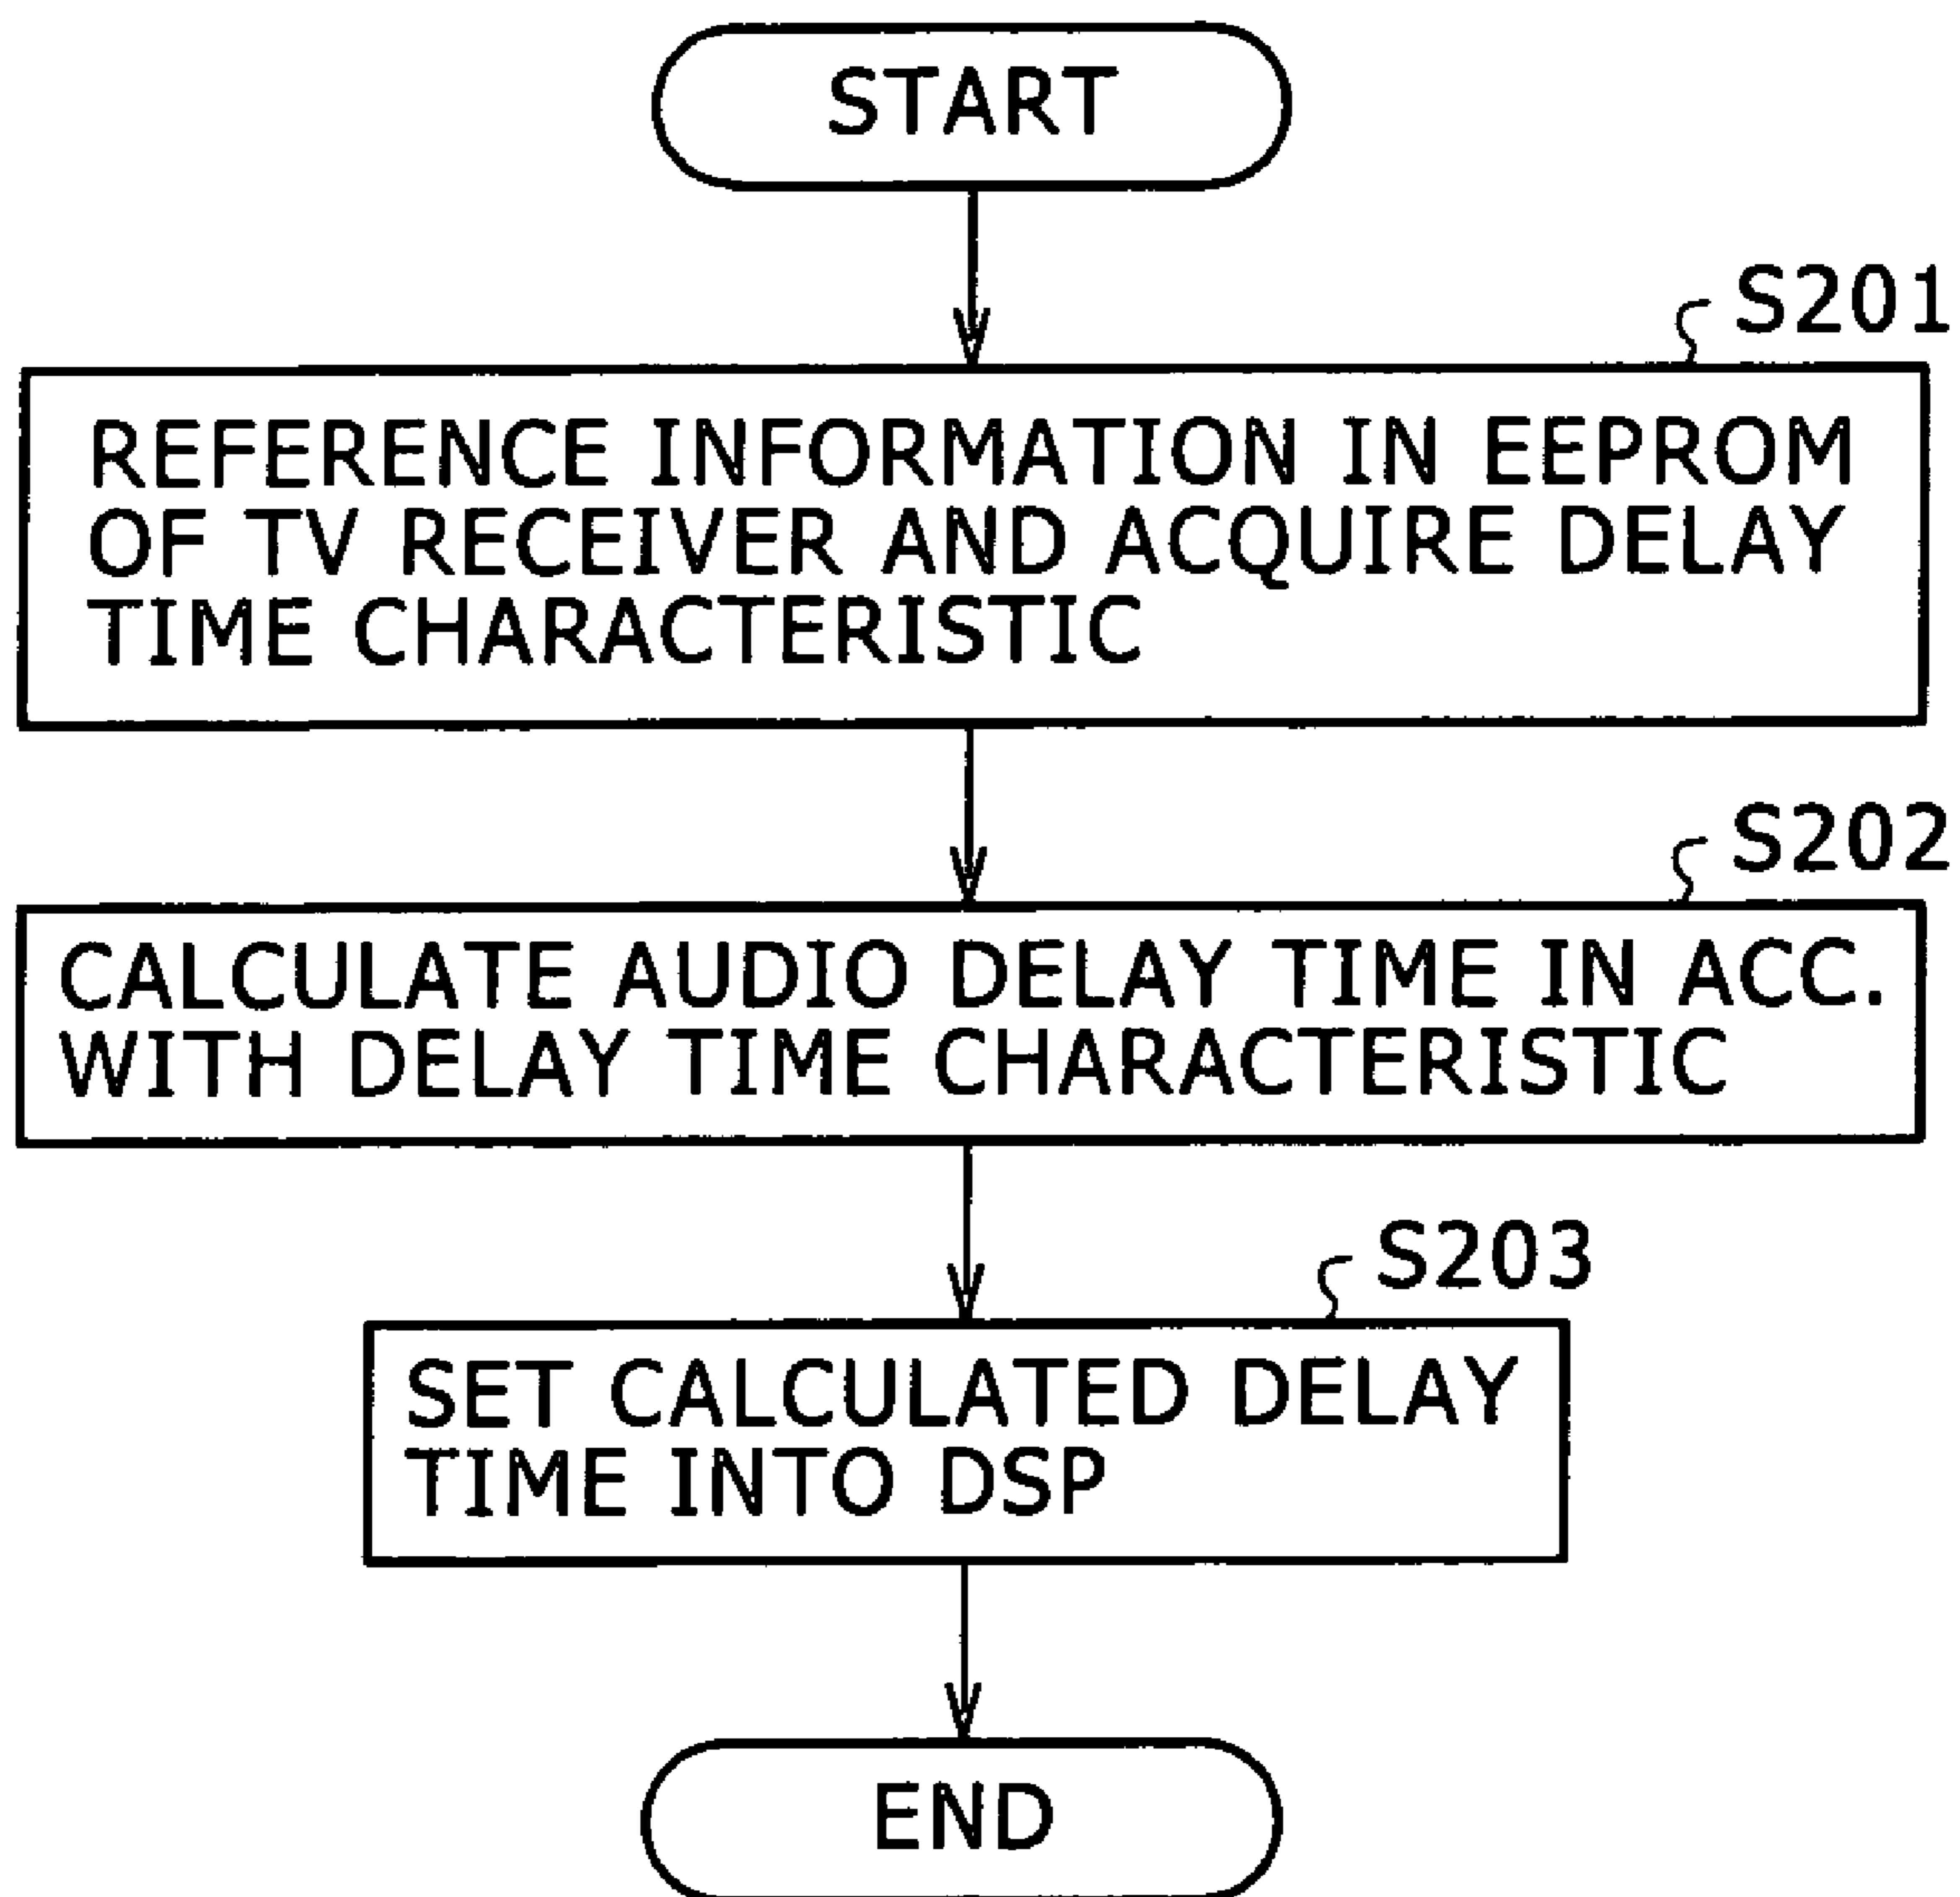 START
S201
REFERENCE INFORMATION IN EEPROM
OF TV RECEIVER AND ACQUIRE DELAY
TIME CHARACTERISTIC
S202
CALCULATE AUDIO DELAY TIME IN ACC.
WITH DELAY TIME CHARACTERISTIC
S203
SET CALCULATED DELAY
TIME INTO DSP
END